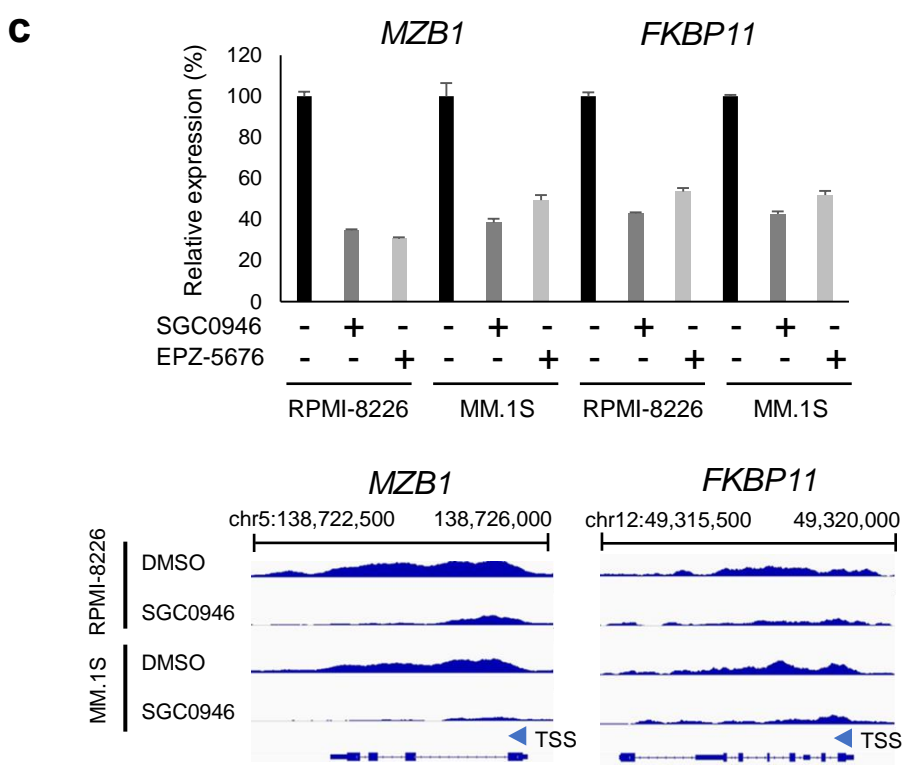 c
MZB1 FKBP11
Relative expression (%)
120
100
80
60
40
20
0
SGC0946 - + - - + - - + - - + -
EPZ-5676 - - + - - + - - + - - +
RPMI-8226 MM.1S RPMI-8226 MM.1S
MZB1 FKBP11
chr5:138,722,500 138,726,000 chr12:49,315,500 49,320,000
RPMI-8226
DMSO
SGC0946
MM.1S
DMSO
SGC0946
TSS TSS